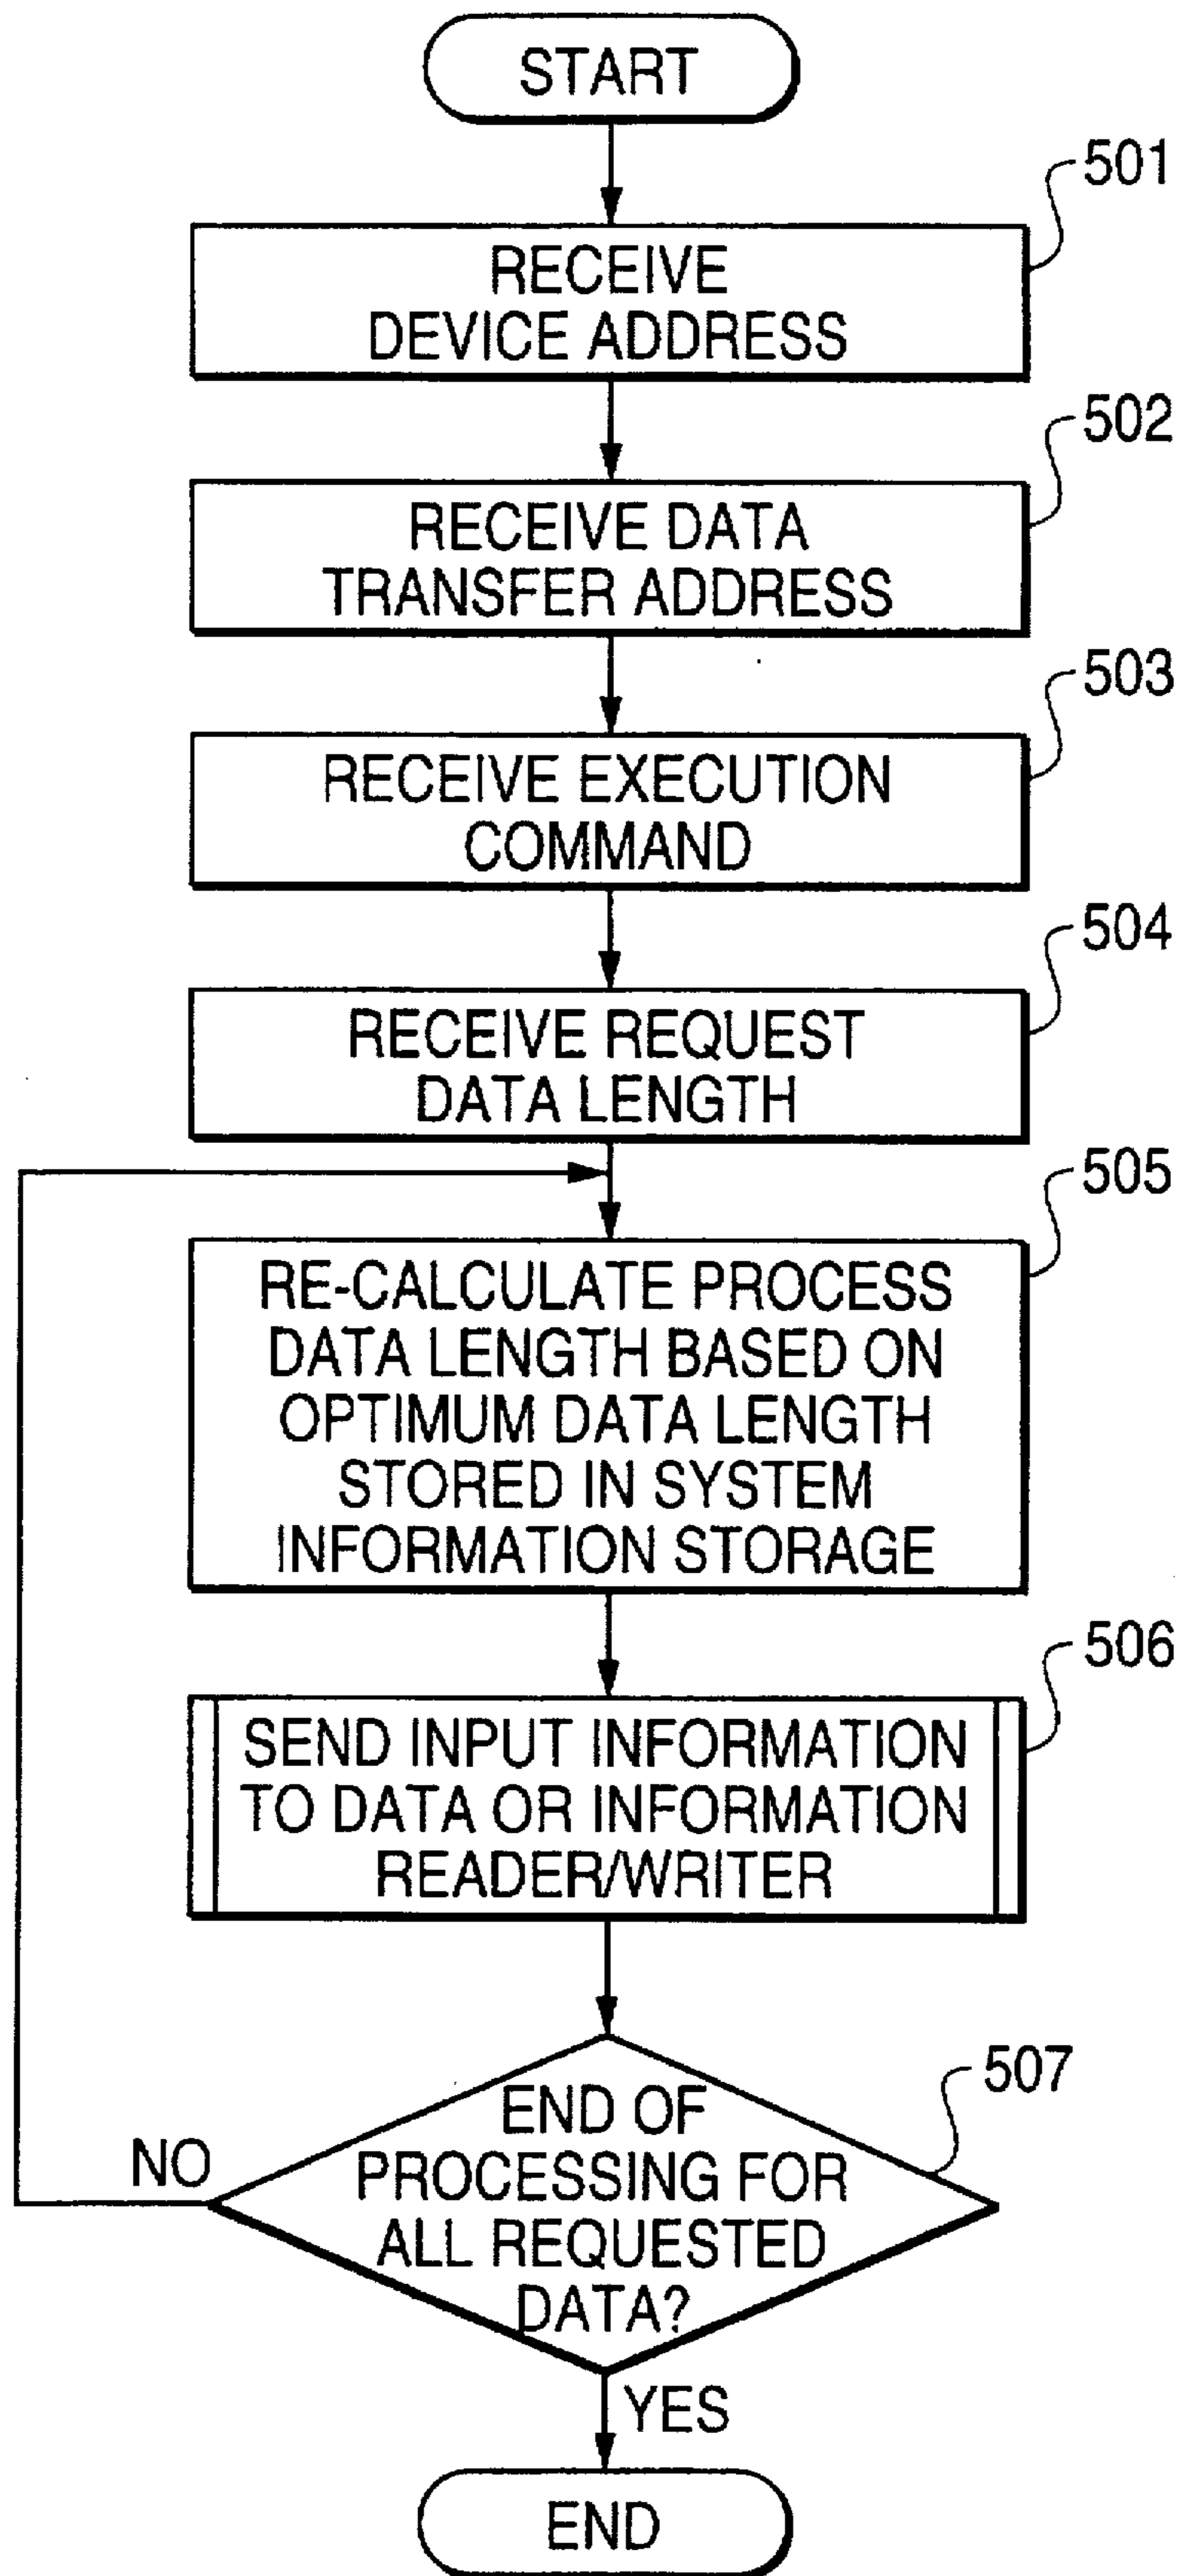 START
501
RECEIVE
DEVICE ADDRESS
502
RECEIVE DATA
TRANSFER ADDRESS
503
RECEIVE EXECUTION
COMMAND
504
RECEIVE REQUEST
DATA LENGTH
505
RE-CALCULATE PROCESS
DATA LENGTH BASED ON
OPTIMUM DATA LENGTH
STORED IN SYSTEM
INFORMATION STORAGE
506
SEND INPUT INFORMATION
TO DATA OR INFORMATION
READER/WRITER
507
END OF
PROCESSING FOR
ALL REQUESTED
DATA?
NO
YES
END